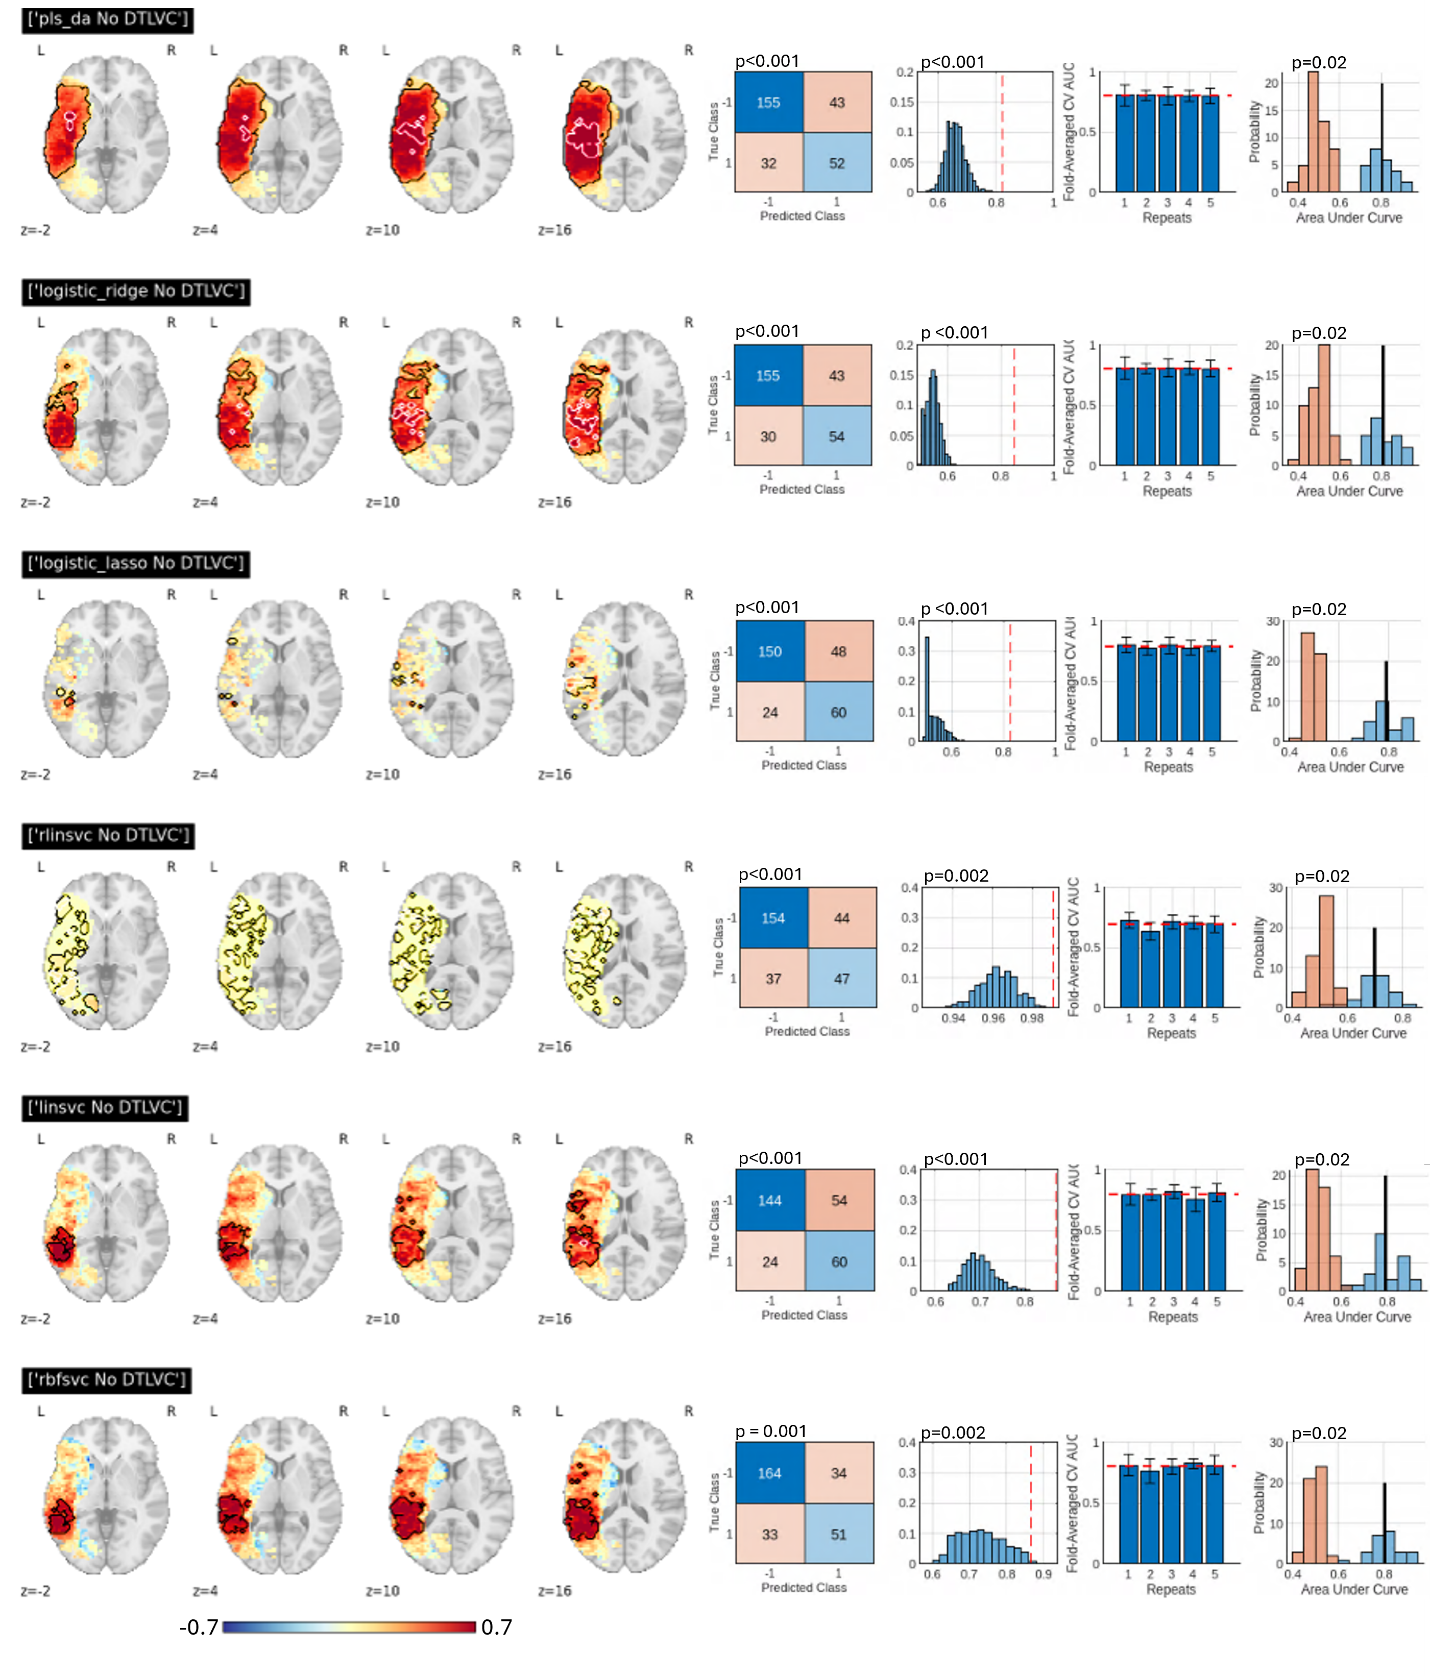 ['pls_da No DTLVC']
L R L R L R L R
z=-2 z=4 z=10 z=16
p<0.001
True Class
-1 155 43
1 32 52
-1 1
Predicted Class
p<0.001
0.2
0.15
0.1
0.05
0
0.6 0.8 1
Fold-Averaged CV AUC
1
0.5
0
1 2 3 4 5
Repeats
p=0.02
Probability
20
15
10
5
0
0.4 0.6 0.8
Area Under Curve
['logistic_ridge No DTLVC']
L R L R L R L R
z=-2 z=4 z=10 z=16
p<0.001
True Class
-1 155 43
1 30 54
-1 1
Predicted Class
p <0.001
0.2
0.15
0.1
0.05
0
0.6 0.8 1
Fold-Averaged CV AUC
1
0.5
0
1 2 3 4 5
Repeats
p=0.02
Probability
20
15
10
5
0
0.4 0.6 0.8
Area Under Curve
['logistic_lasso No DTLVC']
L R L R L R L R
z=-2 z=4 z=10 z=16
p<0.001
True Class
-1 150 48
1 24 60
-1 1
Predicted Class
p <0.001
0.4
0.3
0.2
0.1
0
0.6 0.8 1
Fold-Averaged CV AUC
1
0.5
0
1 2 3 4 5
Repeats
p=0.02
Probability
30
20
10
0
0.4 0.6 0.8
Area Under Curve
['rlinsvc No DTLVC']
L R L R L R L R
z=-2 z=4 z=10 z=16
p<0.001
True Class
-1 154 44
1 37 47
-1 1
Predicted Class
p=0.002
0.4
0.3
0.2
0.1
0
0.94 0.96 0.98
Fold-Averaged CV AUC
1
0.5
0
1 2 3 4 5
Repeats
p=0.02
Probability
30
20
10
0
0.4 0.6 0.8
Area Under Curve
['linsvc No DTLVC']
L R L R L R L R
z=-2 z=4 z=10 z=16
p<0.001
True Class
-1 144 54
1 24 60
-1 1
Predicted Class
p<0.001
0.4
0.3
0.2
0.1
0
0.6 0.7 0.8
Fold-Averaged CV AUC
1
0.5
0
1 2 3 4 5
Repeats
p=0.02
Probability
20
15
10
5
0
0.4 0.6 0.8
Area Under Curve
['rbfsvc No DTLVC']
L R L R L R L R
z=-2 z=4 z=10 z=16
p = 0.001
True Class
-1 164 34
1 33 51
-1 1
Predicted Class
p=0.002
0.4
0.3
0.2
0.1
0
0.6 0.7 0.8 0.9
Fold-Averaged CV AUC
1
0.5
0
1 2 3 4 5
Repeats
p=0.02
Probability
30
20
10
0
0.4 0.6 0.8
Area Under Curve
-0.7 0.7